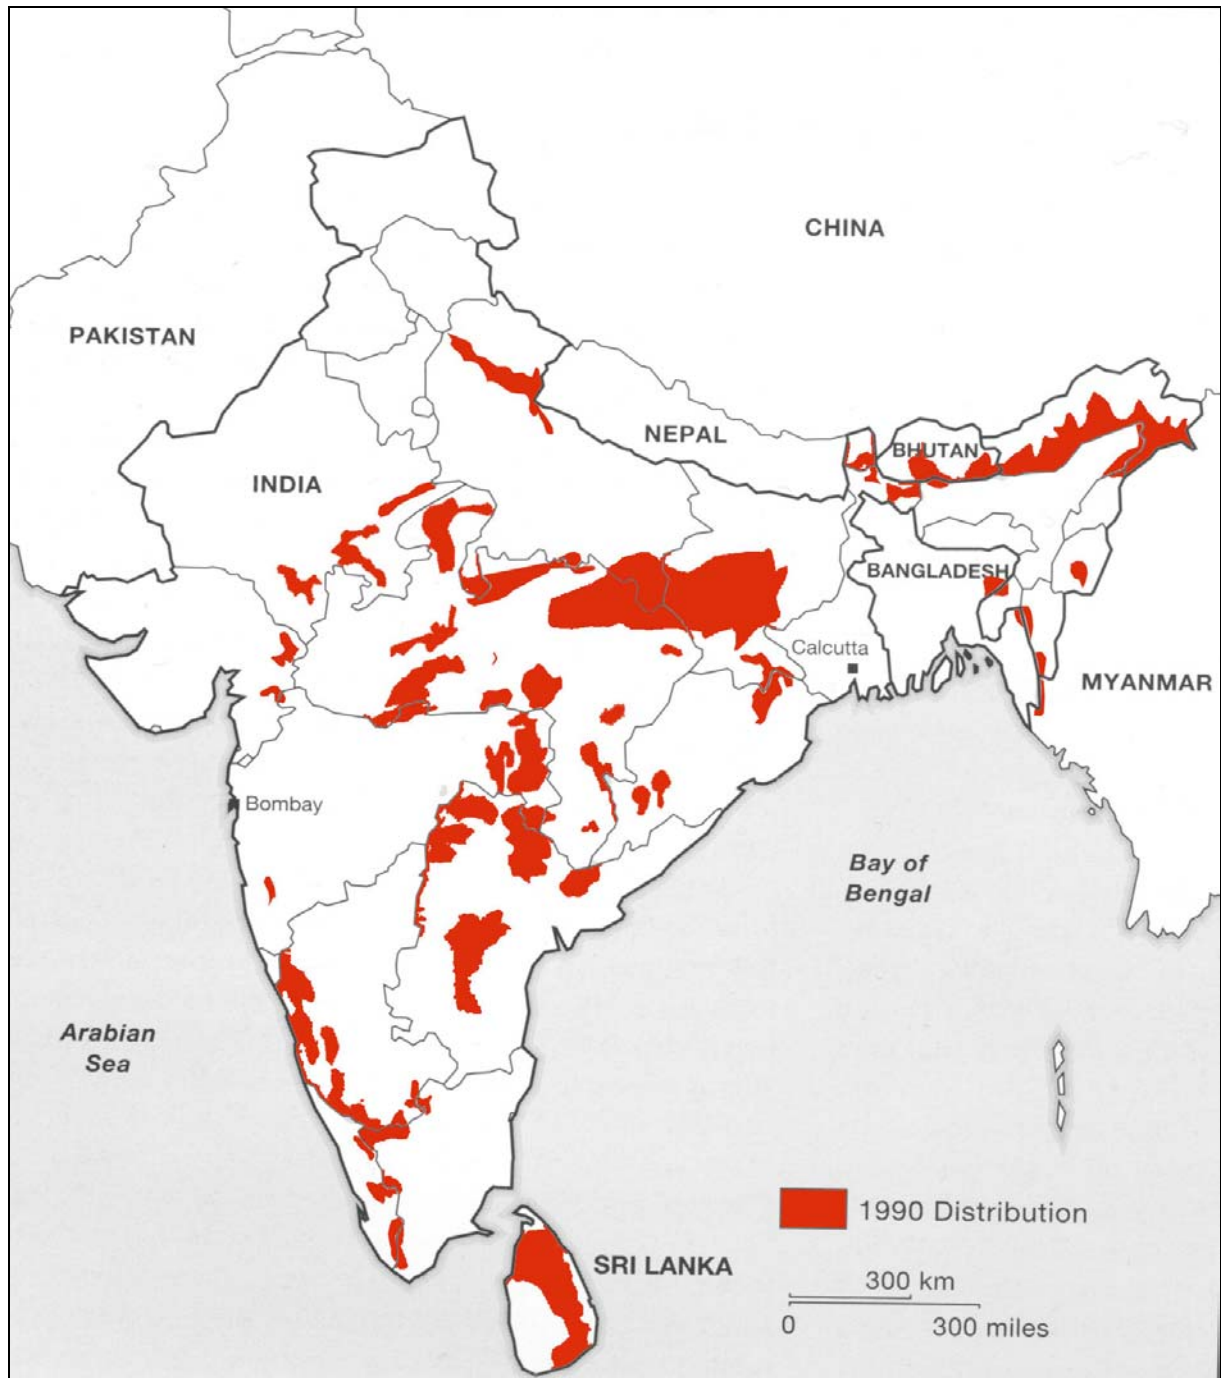 CHINA
PAKISTAN
NEPAL
BHUTAN
INDIA
BANGLADESH
Calcutta
MYANMAR
Bombay
Bay of
Bengal
Arabian
Sea
1990 Distribution
SRI LANKA
300 km
0
300 miles